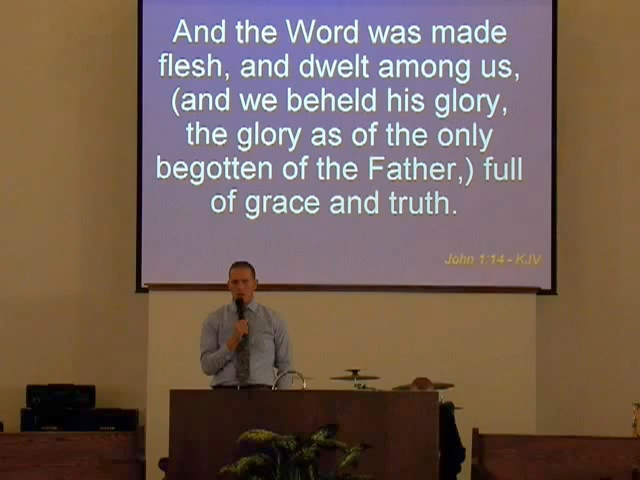 And the Word was made
flesh, and dwelt among us,
(and we beheld his glory,
the glory as of the only
begotten of the Father,) full
of grace and truth.
John 1:14 - KJV